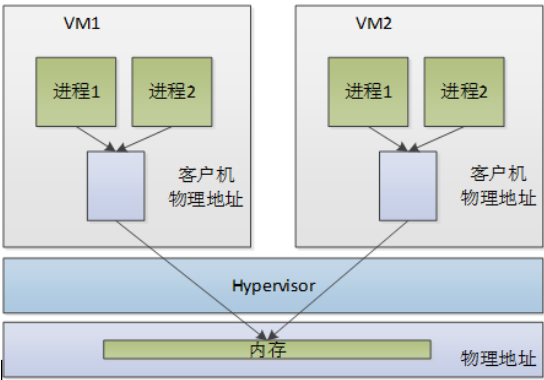 VM1
VM2
进程1
进程2
进程1
进程2
客户机
物理地址
客户机
物理地址
Hypervisor
内存
物理地址